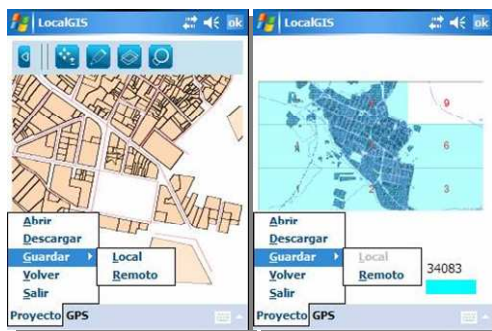 LocalGIS
ok
Abrir
Descargar
Guardar
Local
Volver
Remoto
Salir
Proyecto GPS
LocalGIS
ok
9
6
2
3
Abrir
Descargar
Guardar
Local
Volver
Remoto
Salir
34083
Proyecto GPS